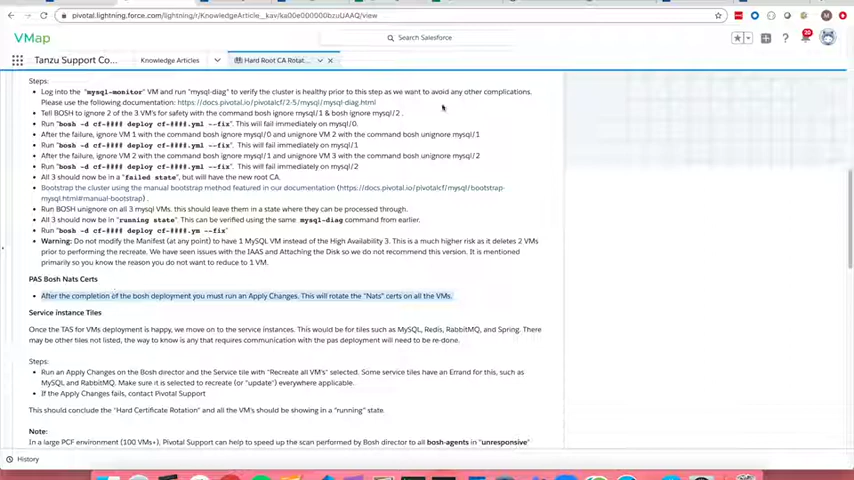 pivotal.lightning.force.com/lightning/r/KnowledgeArticle__kav/ka00e0D0000bzuUAAQ/view
VMap
Search Salesforce
20
Tanzu Support Co...
Knowledge Articles
Hard Root CA Rotat...
Steps:
Log into the "mysql-monitor" VM and run "mysql-diag" to verify the cluster is healthy prior to this step as we want to avoid any other complications.
Please use the following documentation: https://docs.pivotal.io/pivotalcf/2-5/mysql/mysql-diag.html
Tell BOSH to ignore 2 of the 3 VM's for safety with the command bosh ignore mysql/1 & bosh ignore mysql/2 .
Run "bosh -d cf-#### deploy cf-####.yml --fix". This will fail immediately on mysql/0.
After the failure, ignore VM 1 with the command bosh ignore mysql/0 and unignore VM 2 with the command bosh unignore mysql/1
Run "bosh -d cf-#### deploy cf-####.yml --fix". This will fail immediately on mysql/1
After the failure, ignore VM 2 with the command bosh ignore mysql/1 and unignore VM 3 with the command bosh unignore mysql/2
Run "bosh -d cf-#### deploy cf-####.yml --fix". This will fail immediately on mysql/2
All 3 should now be in a "failed state", but will have the new root CA.
Bootstrap the cluster using the manual bootstrap method featured in our documentation (https://docs.pivotal.io/pivotalcf/mysql/bootstrap-
mysql.html#manual-bootstrap) .
Run BOSH unignore on all 3 mysql VMs. this should leave them in a state where they can be processed through.
All 3 should now be in "running state". This can be verified using the same mysql-diag command from earlier.
Run "bosh -d cf-#### deploy cf-####.ym --fix"
Warning: Do not modify the Manifest (at any point) to have 1 MySQL VM instead of the High Availability 3. This is a much higher risk as it deletes 2 VMs
prior to performing the recreate. We have seen issues with the IAAS and Attaching the Disk so we do not recommend this version. It is mentioned
primarily so you know the reason you do not want to reduce to 1 VM.
PAS Bosh Nats Certs
After the completion of the bosh deployment you must run an Apply Changes. This will rotate the "Nats" certs on all the VMs.
Service instance Tiles
Once the TAS for VMs deployment is happy, we move on to the service instances. This would be for tiles such as MySQL, Redis, RabbitMQ, and Spring. There
may be other tiles not listed, the way to know is any that requires communication with the pas deployment will need to be re-done.
Steps:
Run an Apply Changes on the Bosh director and the Service tile with "Recreate all VM's" selected. Some service tiles have an Errand for this, such as
MySQL and RabbitMQ. Make sure it is selected to recreate (or "update") everywhere applicable.
If the Apply Changes fails, contact Pivotal Support
This should conclude the "Hard Certificate Rotation" and all the VM's should be showing in a "running" state
Note:
In a large PCF environment (100 VMs+), Pivotal Support can help to speed up the scan performed by Bosh director to all bosh-agents in "unresponsive"
History